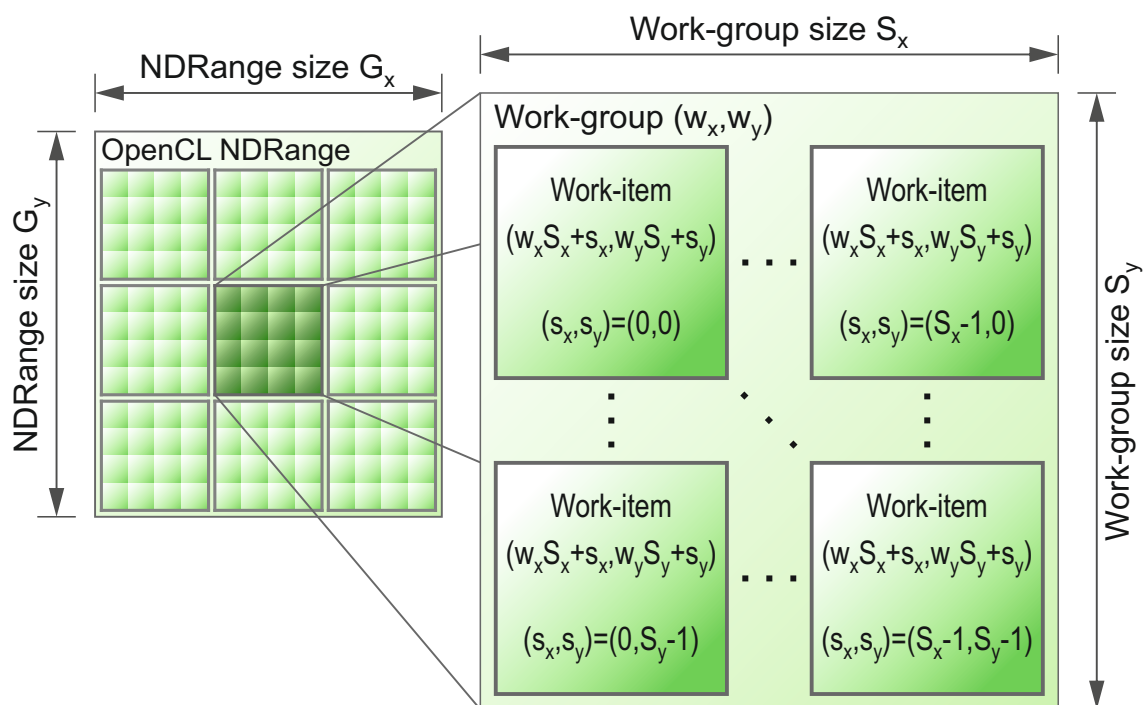 Work-group size Sx
NDRange size Gx
Work-group (wx,wy)
OpenCL NDRange
NDRange size Gy
Work-item
(wxSx+sx,wySy+sy)
(sx,sy)=(0,0)
Work-item
(wxSx+sx,wySy+sy)
(sx,sy)=(Sx-1,0)
Work-item
(wxSx+sx,wySy+sy)
(sx,sy)=(0,Sy-1)
Work-item
(wxSx+sx,wySy+sy)
(sx,sy)=(Sx-1,Sy-1)
Work-group size Sy